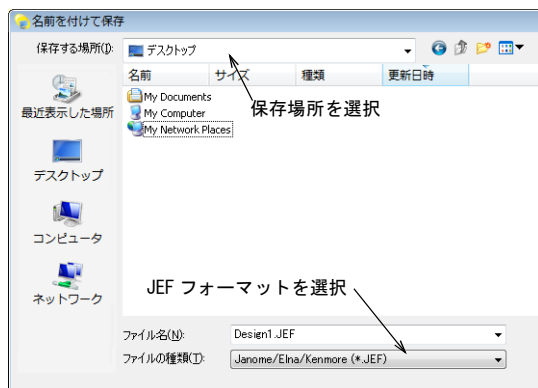 名前を付けて保存
保存する場所(I):
デスクトップ
名前 サイズ 種類 更新日時
My Documents
My Computer
My Network Places
保存場所を選択
最近表示した場所
デスクトップ
コンピュータ
ネットワーク
JEF フォーマットを選択
ファイル名(N): Design1.JEF
ファイルの種類(T): Janome/Elna/Kenmore (*.JEF)